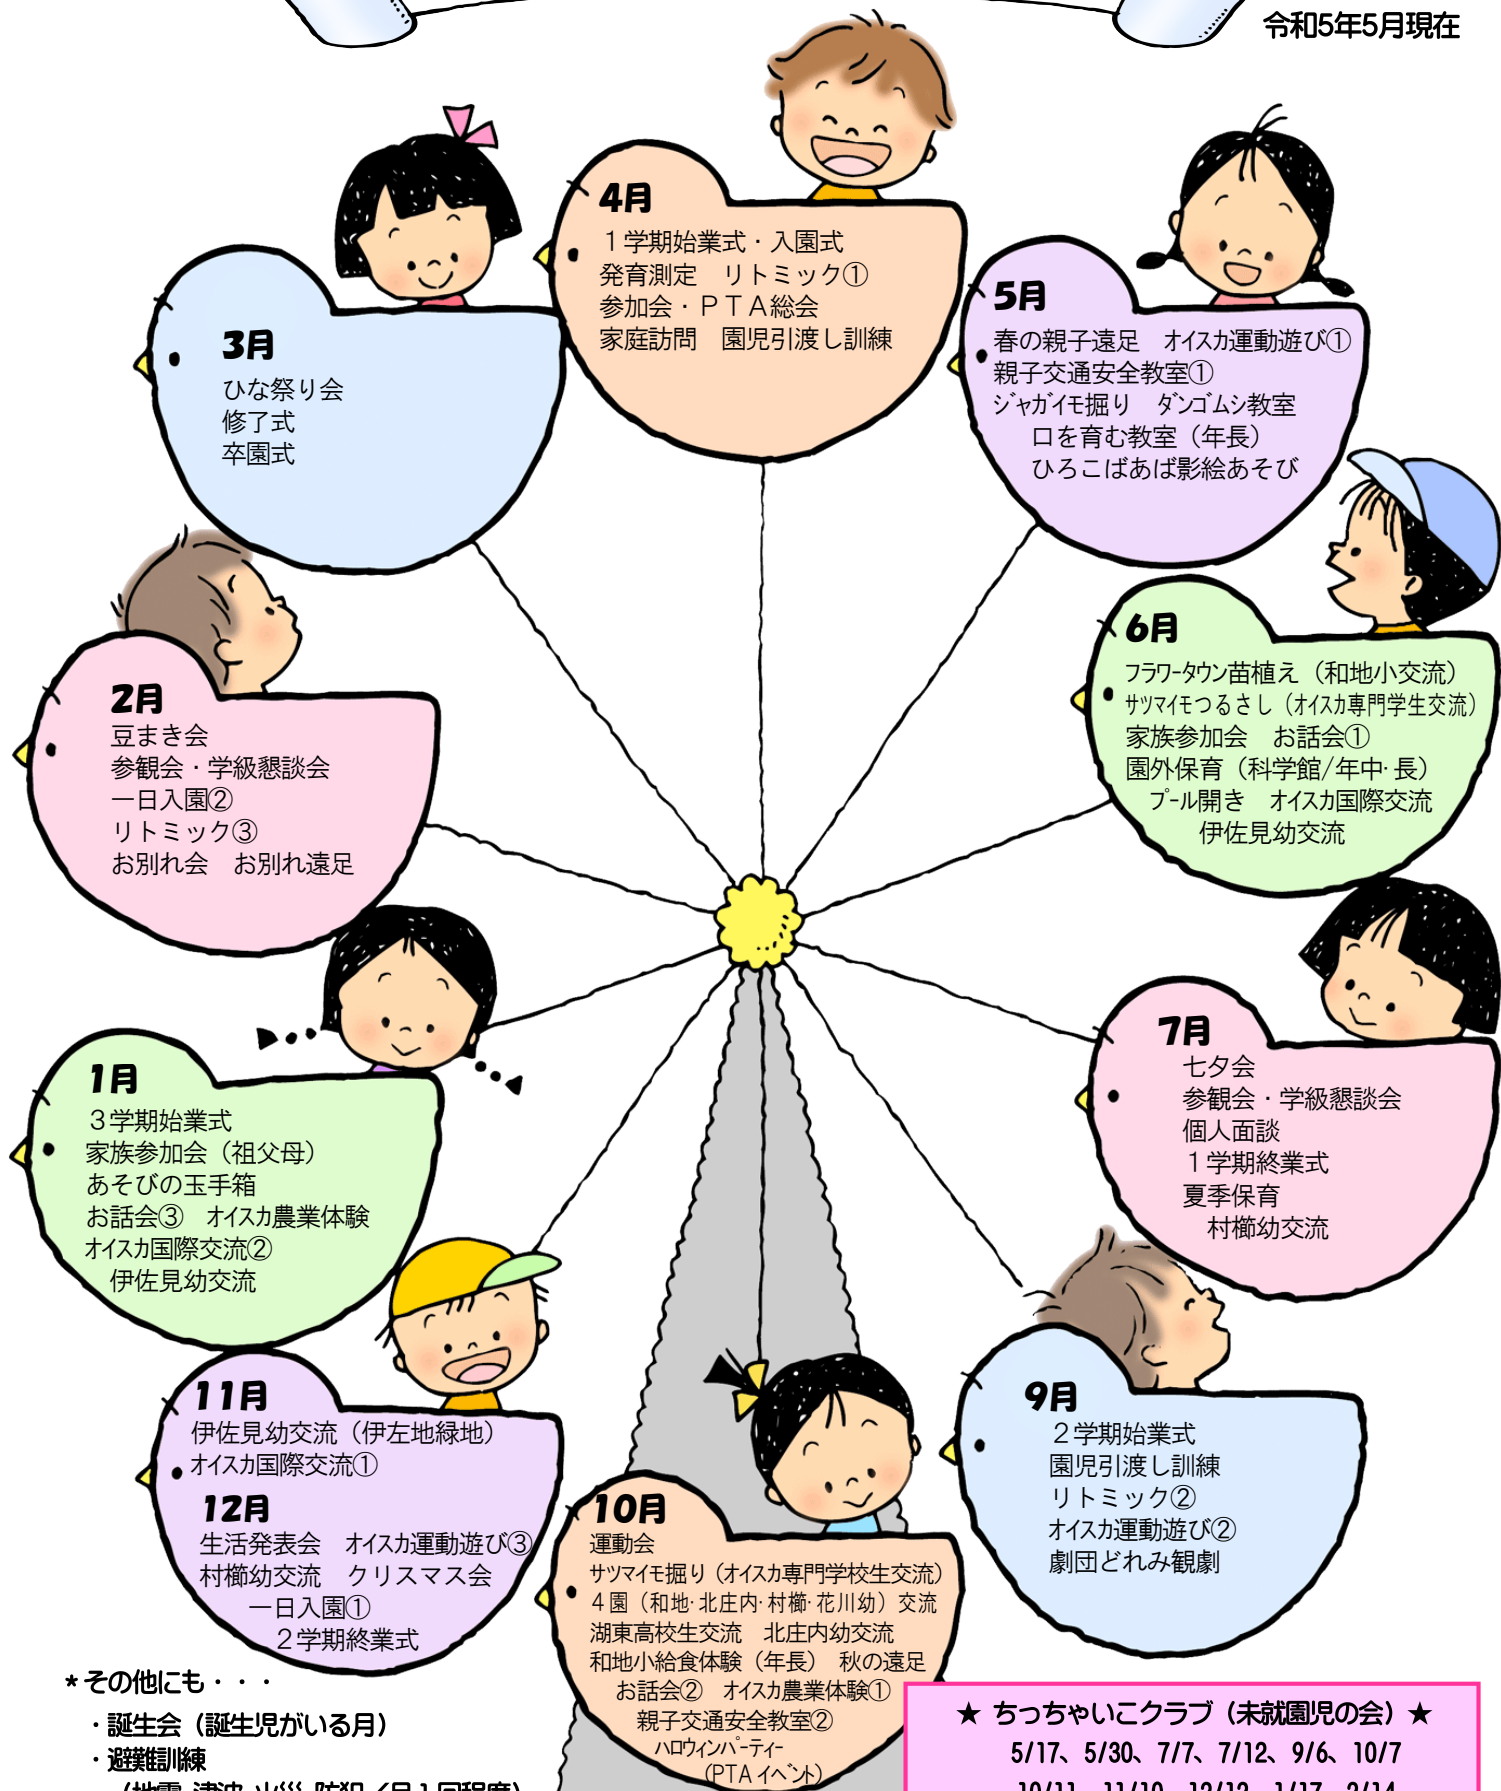 令和5年5月現在
4月
1学期始業式・入園式
発育測定　リトミック①
参加会・ＰＴＡ総会
家庭訪問　園児引渡し訓練
5月
春の親子遠足　オイスカ運動遊び①
親子交通安全教室①
ジャガイモ掘り　ダンゴムシ教室
口を育む教室（年長）
ひろこばあば影絵あそび
6月
フラワータウン苗植え（和地小交流）
サツマイモつるさし（オイスカ専門学生交流）
家族参加会　お話会①
園外保育（科学館/年中・長）
プール開き　オイスカ国際交流
伊佐見幼交流
7月
七夕会
参観会・学級懇談会
個人面談
１学期終業式
夏季保育
村櫛幼交流
9月
２学期始業式
園児引渡し訓練
リトミック②
オイスカ運動遊び②
劇団どれみ観劇
10月
運動会
サツマイモ掘り（オイスカ専門学校生交流）
４園（和地・北庄内・村櫛・花川幼）交流
湖東高校生交流　北庄内幼交流
和地小給食体験（年長）　秋の遠足
お話会②　オイスカ農業体験①
親子交通安全教室②
ハロウィンパーティー
（PTAイベント）
11月
伊佐見幼交流（伊左地緑地）
オイスカ国際交流①
12月
生活発表会　オイスカ運動遊び③
村櫛幼交流　クリスマス会
一日入園①
２学期終業式
1月
３学期始業式
家族参加会（祖父母）
あそびの玉手箱
お話会③　オイスカ農業体験
オイスカ国際交流②
伊佐見幼交流
2月
豆まき会
参観会・学級懇談会
一日入園②
リトミック③
お別れ会　お別れ遠足
3月
ひな祭り会
修了式
卒園式
*その他にも・・・
・誕生会（誕生児がいる月）
・避難訓練
（地震・津波・火災・防犯／月１回程度）
★ ちっちゃいこクラブ（未就園児の会）★
5/17、5/30、7/7、7/12、9/6、10/7